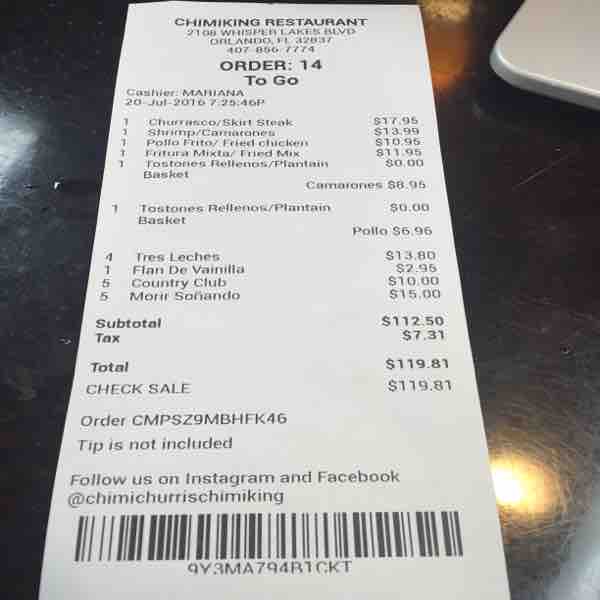 CHIMIKING RESTAURANT
2108 WHISPER LAKES BLVD
ORLANDO, FL 32837
407-856-7774
ORDER: 14
To Go
Cashier: MARIANA
20-Jul-2016 7:25:46P
1 Churrasco/Skirt Steak $17.95
1 Shrimp/Camarones $13.99
1 Pollo Frito/ Fried chicken $10.95
1 Fritura Mixta/ Fried Mix $11.95
1 Tostones Rellenos/Plantain $0.00
Basket
Camarones $8.95
1 Tostones Rellenos/Plantain $0.00
Basket
Pollo $6.96
4 Tres Leches $13.80
1 Flan De Vainilla $2.95
5 Country Club $10.00
5 Morir Soñando $15.00
Subtotal $112.50
Tax $7.31
Total $119.81
CHECK SALE $119.81
Order CMPSZ9MBHFK46
Tip is not included
Follow us on Instagram and Facebook
@chimichurrischimiking
9Y3MA794B1CKT